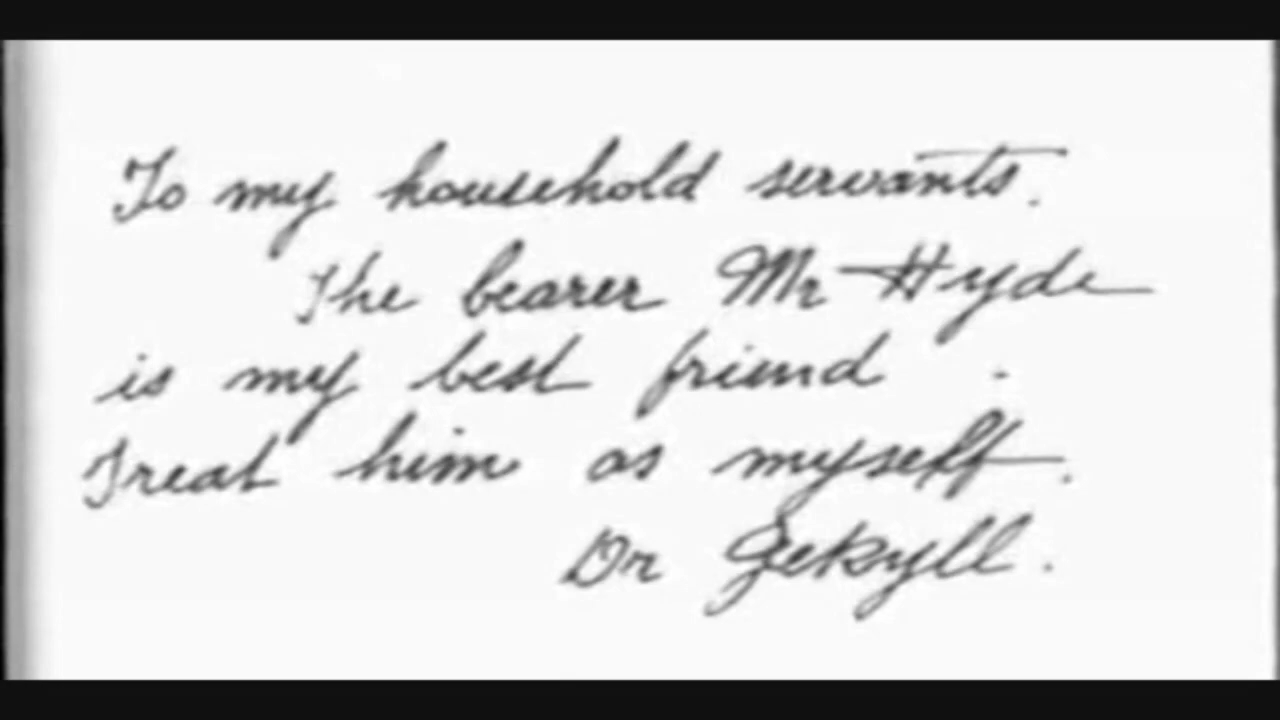 To my household servants.
The bearer Mr Hyde
is my best friend.
Treat him as myself.
Dr Jekyll.